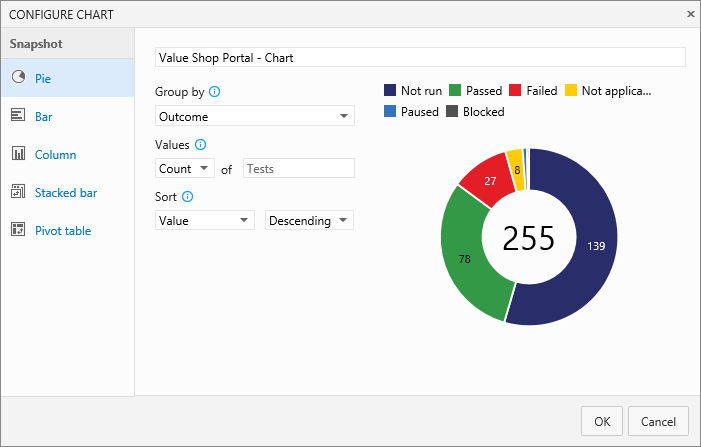 CONFIGURE CHART
Snapshot
Pie
Bar
Column
Stacked bar
Pivot table
Value Shop Portal - Chart
Group by
Outcome
Values
Count of Tests
Sort
Value Descending
Not run Passed Failed Not applica...
Paused Blocked
8
27
255
139
78
OK Cancel